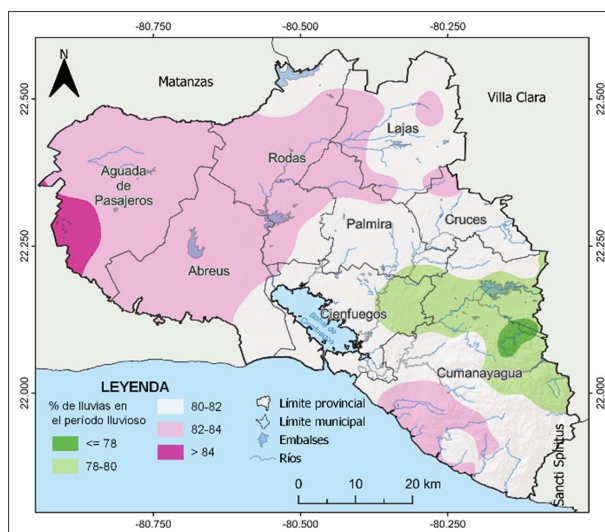 -80.750
-80.500
-80.250
N
Matanzas
Villa Clara
22.500
22.500
Lajas
Rodas
Aguada
de
Pasajeros
Palmira
Cruces
22.250
22.250
Abreus
Cienfuegos
Bahía de
Cienfuegos
Cumanayagua
22.000
22.000
LEYENDA
% de lluvias en
el período lluvioso
<= 78
78-80
80-82
82-84
> 84
Límite provincial
Límite municipal
Embalses
Ríos
0 10 20 km
Sancti Spíritus
-80.750
-80.500
-80.250